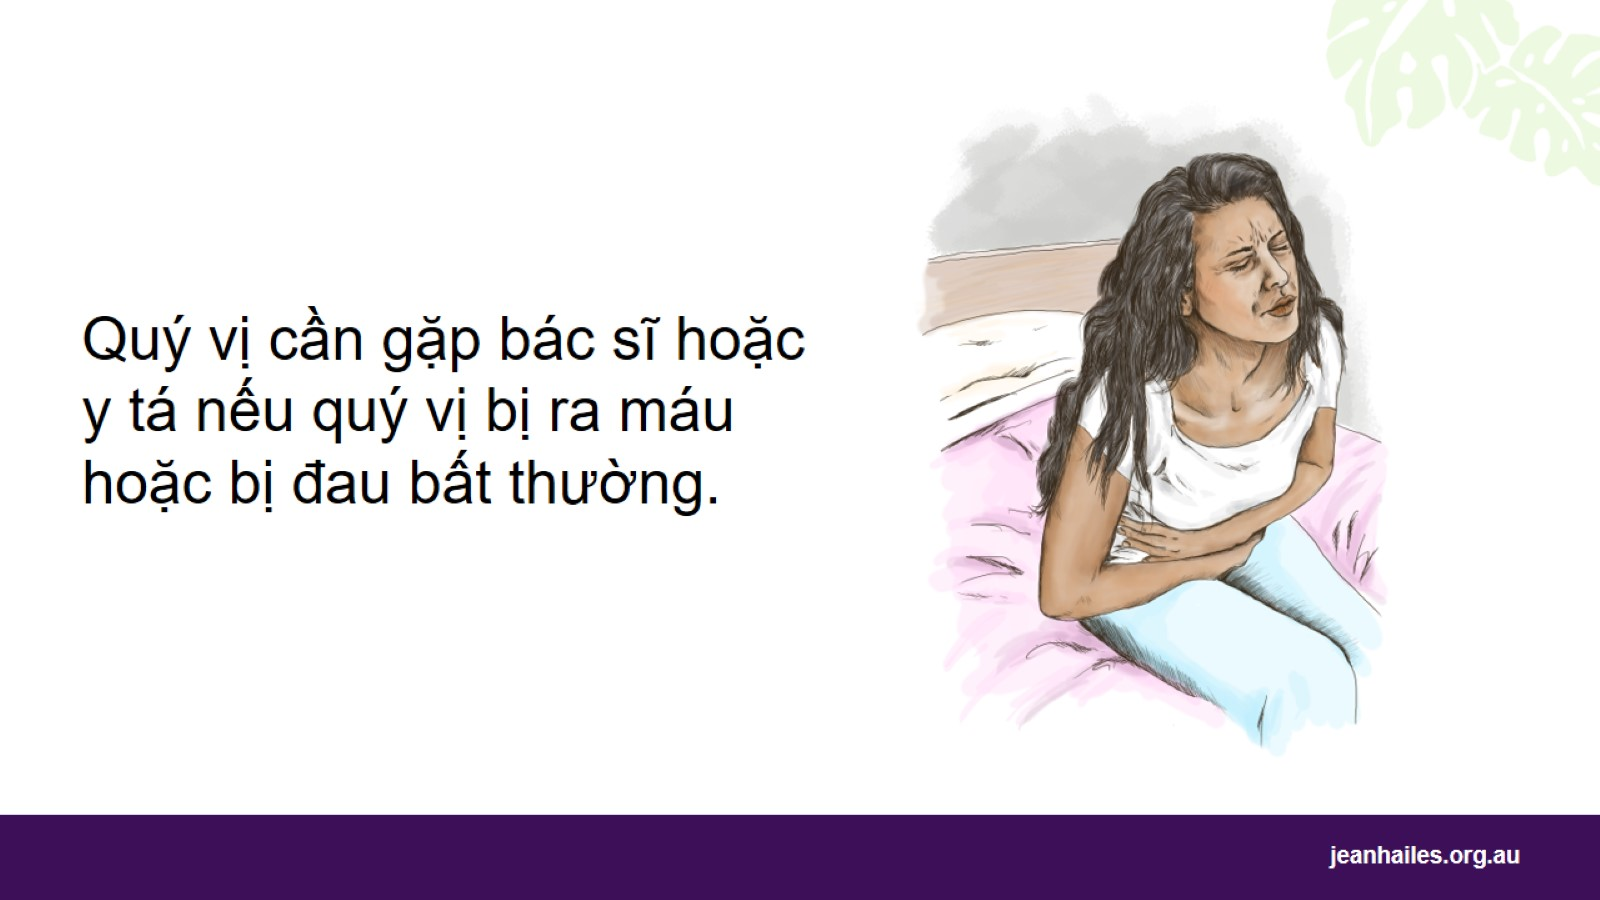 Quý vị cần gặp bác sĩ hoặc
y tá nếu quý vị bị ra máu
hoặc bị đau bất thường.
jeanhailes.org.au